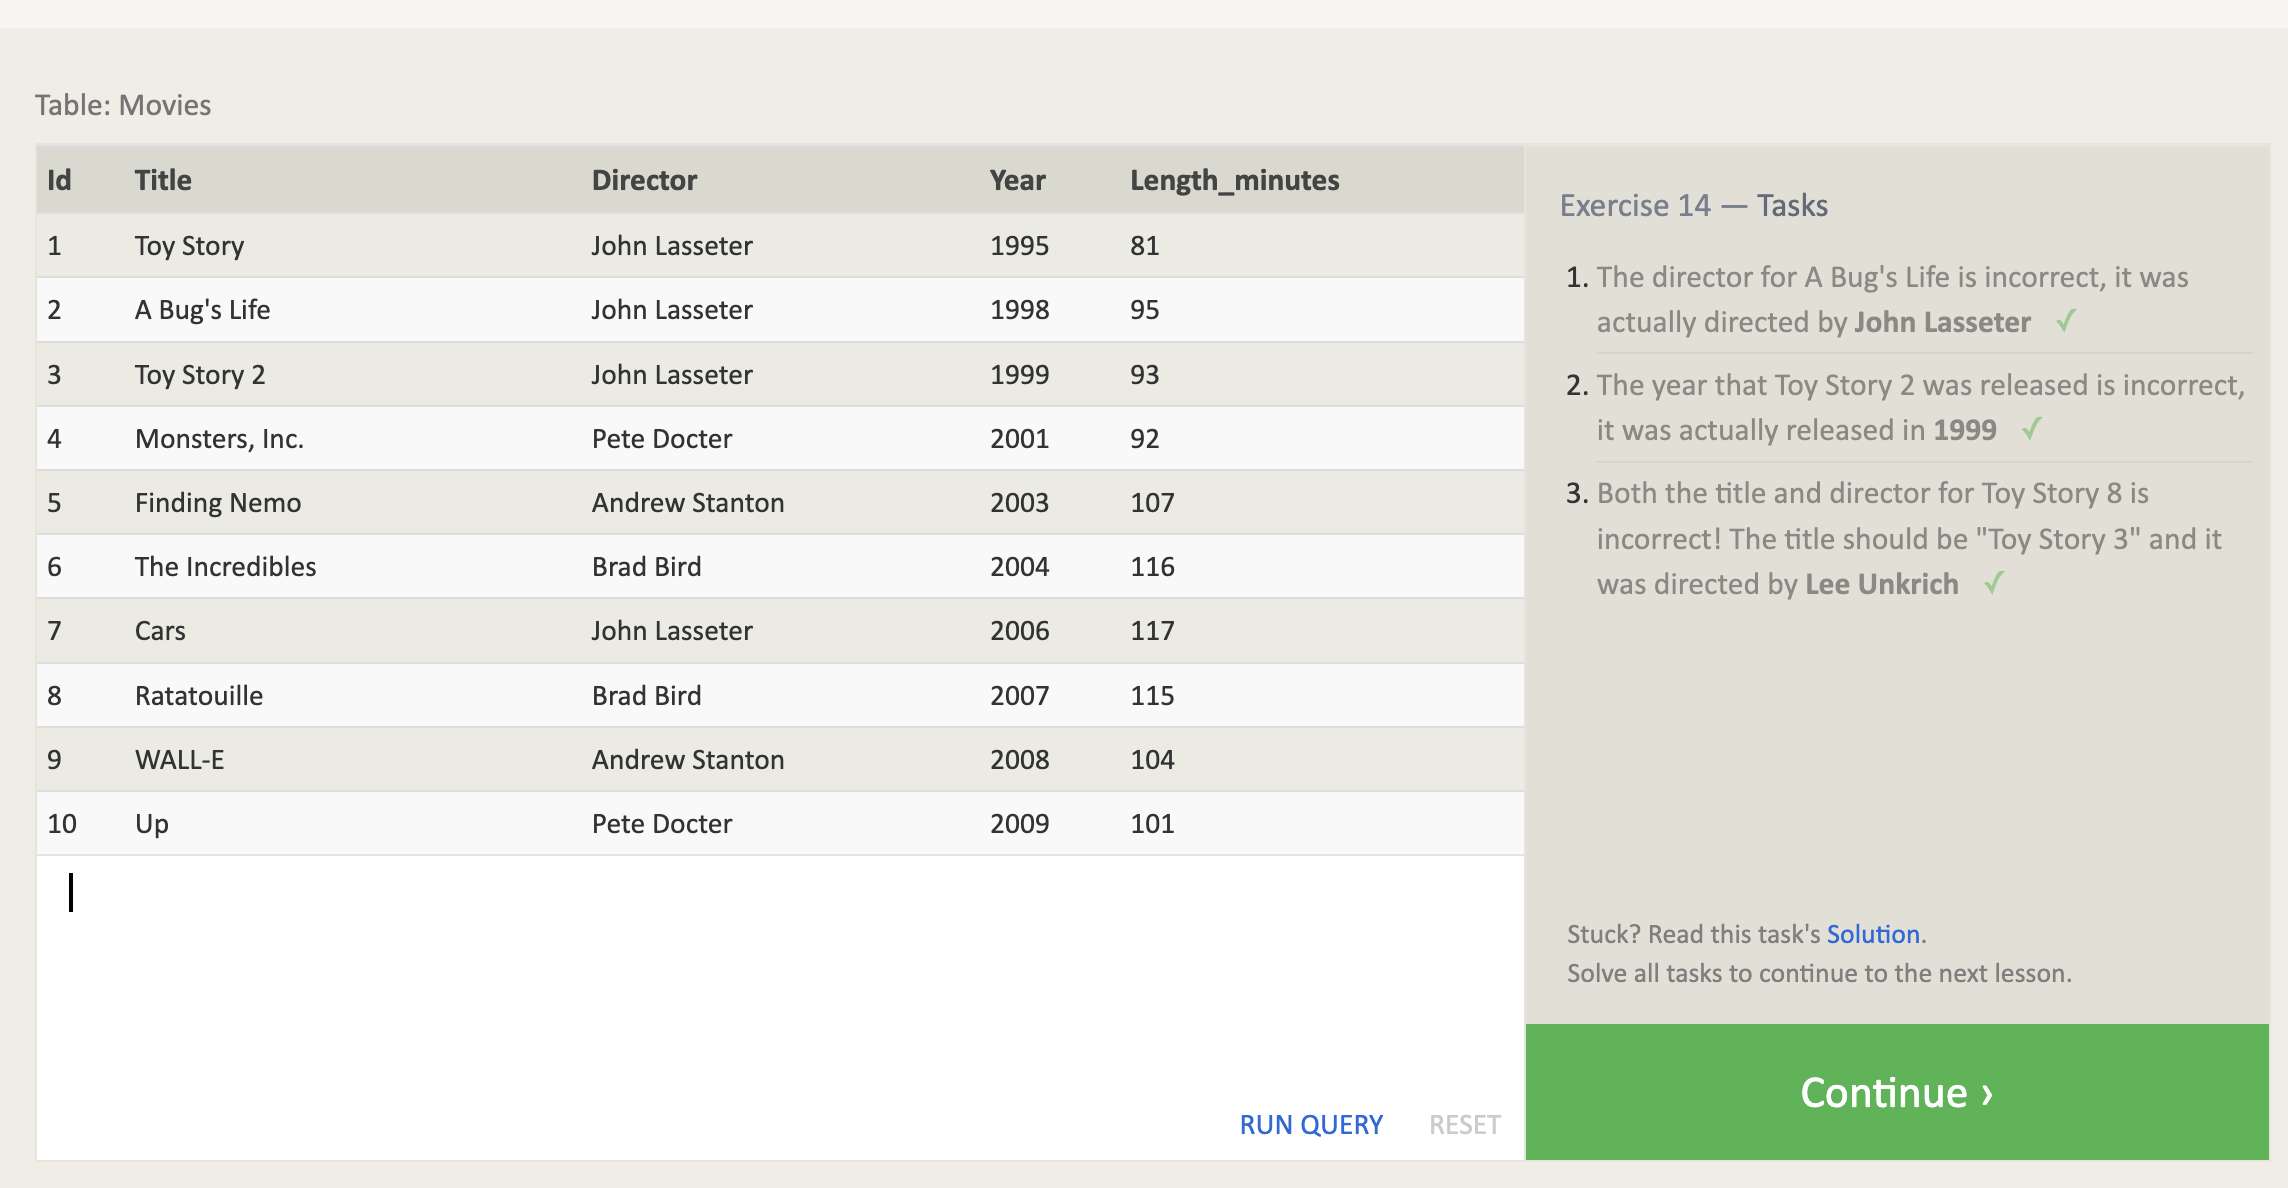 Table: Movies
Id Title Director Year Length_minutes
1 Toy Story John Lasseter 1995 81
2 A Bug's Life John Lasseter 1998 95
3 Toy Story 2 John Lasseter 1999 93
4 Monsters, Inc. Pete Docter 2001 92
5 Finding Nemo Andrew Stanton 2003 107
6 The Incredibles Brad Bird 2004 116
7 Cars John Lasseter 2006 117
8 Ratatouille Brad Bird 2007 115
9 WALL-E Andrew Stanton 2008 104
10 Up Pete Docter 2009 101
RUN QUERY RESET
Exercise 14 — Tasks
1. The director for A Bug's Life is incorrect, it was
actually directed by John Lasseter ✓
2. The year that Toy Story 2 was released is incorrect,
it was actually released in 1999 ✓
3. Both the title and director for Toy Story 8 is
incorrect! The title should be "Toy Story 3" and it
was directed by Lee Unkrich ✓
Stuck? Read this task's Solution.
Solve all tasks to continue to the next lesson.
Continue ›